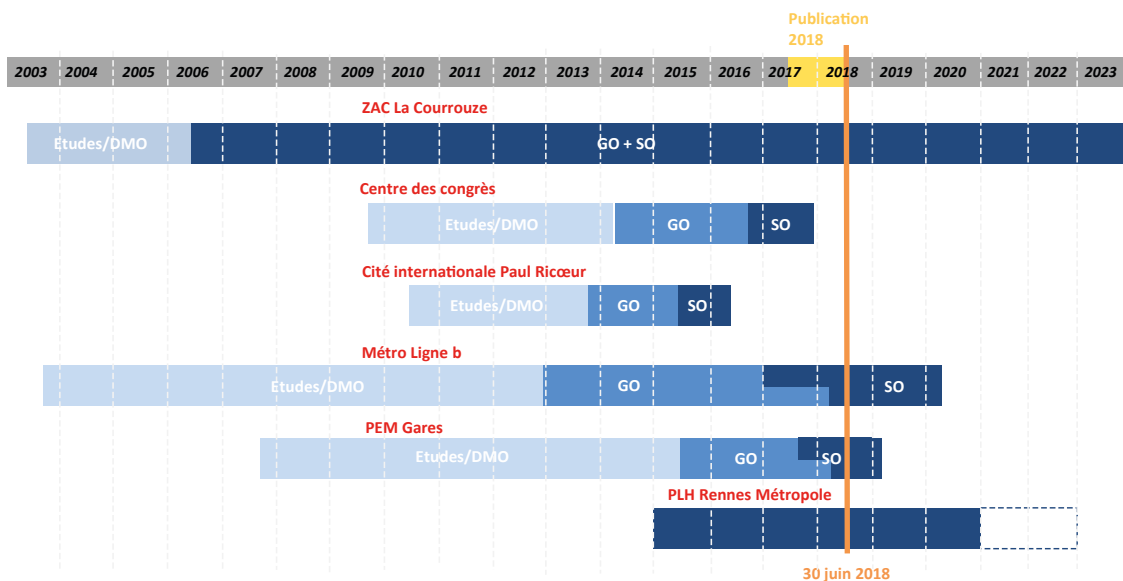 Publication
2018
2003 2004 2005 2006 2007 2008 2009 2010 2011 2012 2013 2014 2015 2016 2017 2018 2019 2020 2021 2022 2023
ZAC La Courrouze
Etudes/DMO GO + SO
Centre des congrès
Etudes/DMO GO SO
Cité internationale Paul Ricœur
Etudes/DMO GO SO
Métro Ligne b
Etudes/DMO GO SO
PEM Gares
Etudes/DMO GO SO
PLH Rennes Métropole
30 juin 2018